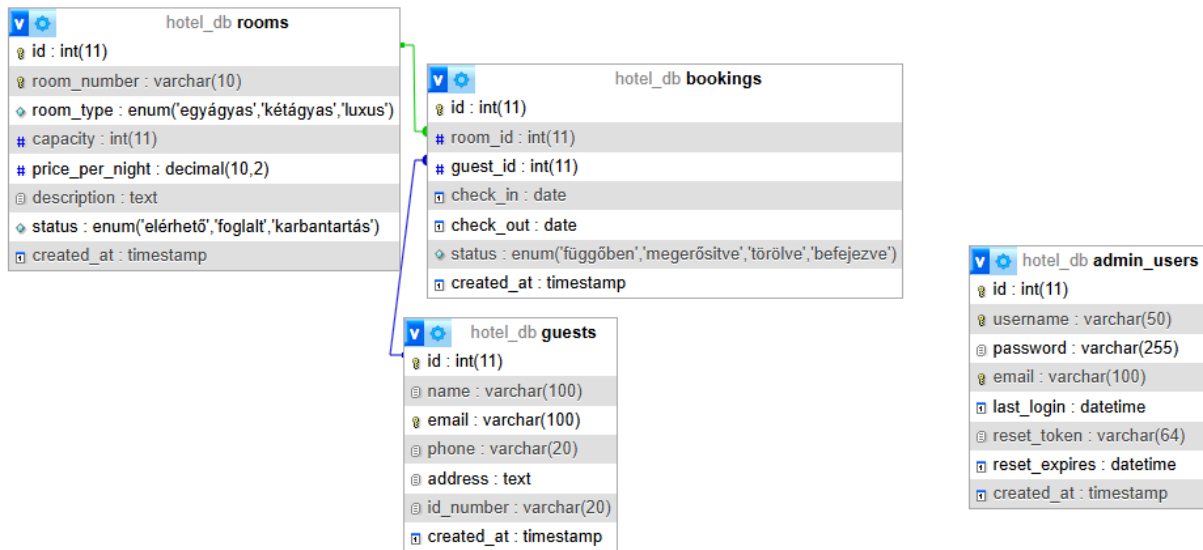 hotel_db rooms
id : int(11)
room_number : varchar(10)
room_type : enum('egyágyas','kétágyas','luxus')
capacity : int(11)
price_per_night : decimal(10,2)
description : text
status : enum('elérhető','foglalt','karbantartás')
created_at : timestamp
hotel_db bookings
id : int(11)
room_id : int(11)
guest_id : int(11)
check_in : date
check_out : date
status : enum('függőben','megerősitve','törölve','befejezve')
created_at : timestamp
hotel_db guests
id : int(11)
name : varchar(100)
email : varchar(100)
phone : varchar(20)
address : text
id_number : varchar(20)
created_at : timestamp
hotel_db admin_users
id : int(11)
username : varchar(50)
password : varchar(255)
email : varchar(100)
last_login : datetime
reset_token : varchar(64)
reset_expires : datetime
created_at : timestamp